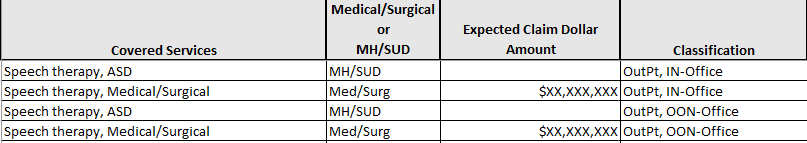 Covered Services Medical/Surgical or MH/SUD Expected Claim Dollar Amount Classification
Speech therapy, ASD MH/SUD OutPt, IN-Office
Speech therapy, Medical/Surgical Med/Surg $XX,XXX,XXX OutPt, IN-Office
Speech therapy, ASD MH/SUD OutPt, OON-Office
Speech therapy, Medical/Surgical Med/Surg $XX,XXX,XXX OutPt, OON-Office